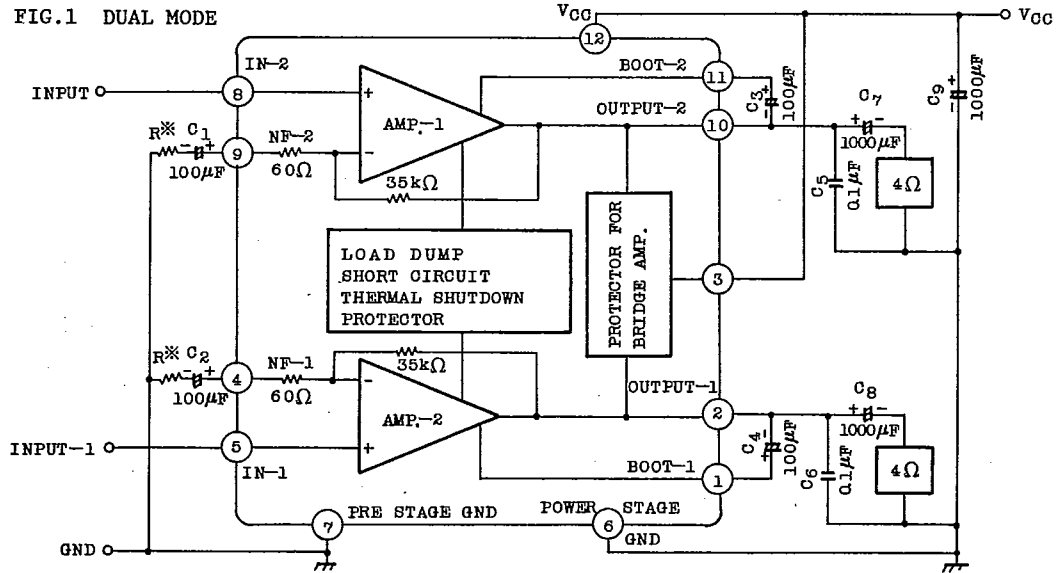 FIG.1 DUAL MODE
VCC
VCC
12
IN-2
BOOT-2
11
INPUT
8
+
AMP.-1
OUTPUT-2
10
C3
+
-
100μF
C7
+ -
1000μF
C9
+
-
1000μF
R※ C1
- +
100μF
9
NF-2
60Ω
-
35kΩ
C5
0.1μF
4Ω
LOAD DUMP
SHORT CIRCUIT
THERMAL SHUTDOWN
PROTECTOR
PROTECTOR FOR
BRIDGE AMP.
3
R※ C2
- +
100μF
4
NF-1
60Ω
35kΩ
-
AMP.-2
+
OUTPUT-1
2
C4
-
+
100μF
C8
+ -
1000μF
INPUT-1
5
IN-1
BOOT-1
1
C6
0.1μF
4Ω
7
PRE STAGE GND
POWER STAGE
6
GND
GND